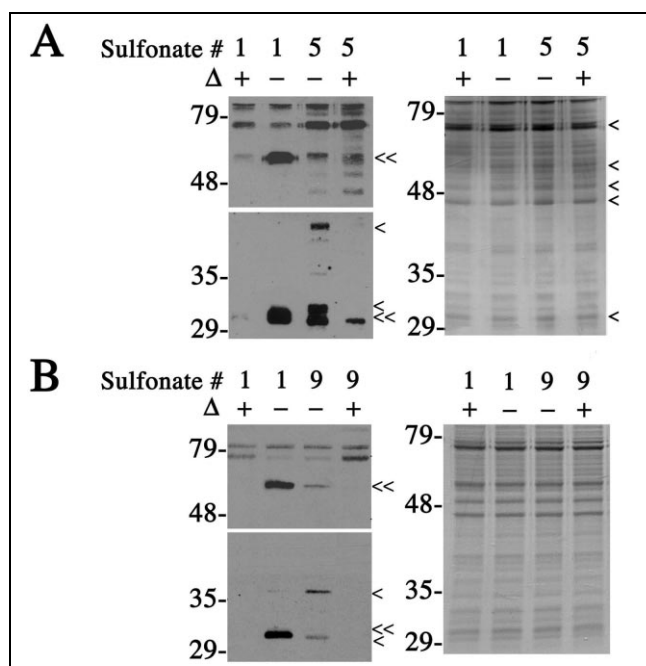 A Sulfonate # 1 1 5 5 1 1 5 5
Δ + − − + + − − +
79- 79-
<
<
<< 48- <
48- <
<
35- 35-
<
<< <
29- 29-
B Sulfonate # 1 1 9 9 1 1 9 9
Δ + − − + + − − +
79- 79-
<<
48- 48-
35- < 35-
<<
29- < 29-